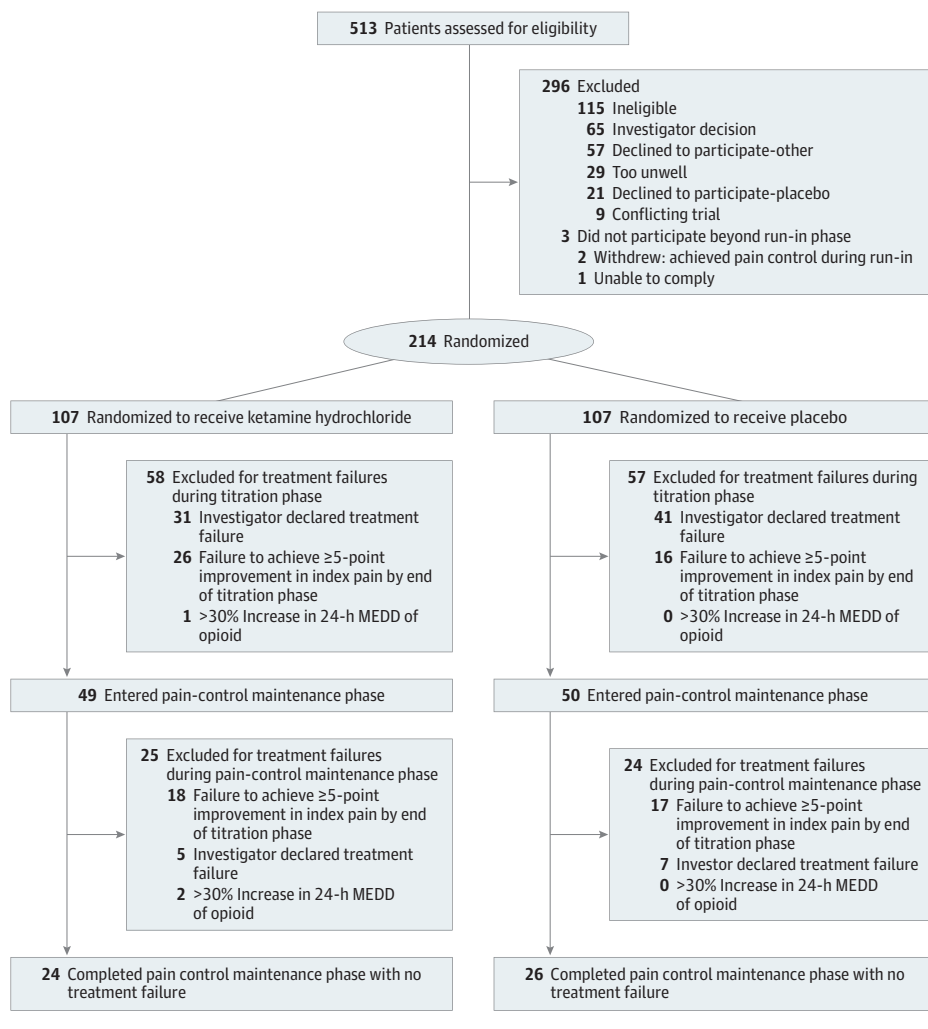 513 Patients assessed for eligibility
296 Excluded
115 Ineligible
65 Investigator decision
57 Declined to participate-other
29 Too unwell
21 Declined to participate-placebo
9 Conflicting trial
3 Did not participate beyond run-in phase
2 Withdrew: achieved pain control during run-in
1 Unable to comply
214 Randomized
107 Randomized to receive ketamine hydrochloride
58 Excluded for treatment failures
during titration phase
31 Investigator declared treatment
failure
26 Failure to achieve ≥5-point
improvement in index pain by end
of titration phase
1 >30% Increase in 24-h MEDD of
opioid
49 Entered pain-control maintenance phase
25 Excluded for treatment failures
during pain-control maintenance phase
18 Failure to achieve ≥5-point
improvement in index pain by end
of titration phase
5 Investigator declared treatment
failure
2 >30% Increase in 24-h MEDD
of opioid
24 Completed pain control maintenance phase with no
treatment failure
107 Randomized to receive placebo
57 Excluded for treatment failures during
titration phase
41 Investigator declared treatment
failure
16 Failure to achieve ≥5-point
improvement in index pain by end
of titration phase
0 >30% Increase in 24-h MEDD of
opioid
50 Entered pain-control maintenance phase
24 Excluded for treatment failures
during pain-control maintenance phase
17 Failure to achieve ≥5-point
improvement in index pain by end
of titration phase
7 Investor declared treatment failure
0 >30% Increase in 24-h MEDD
of opioid
26 Completed pain control maintenance phase with no
treatment failure